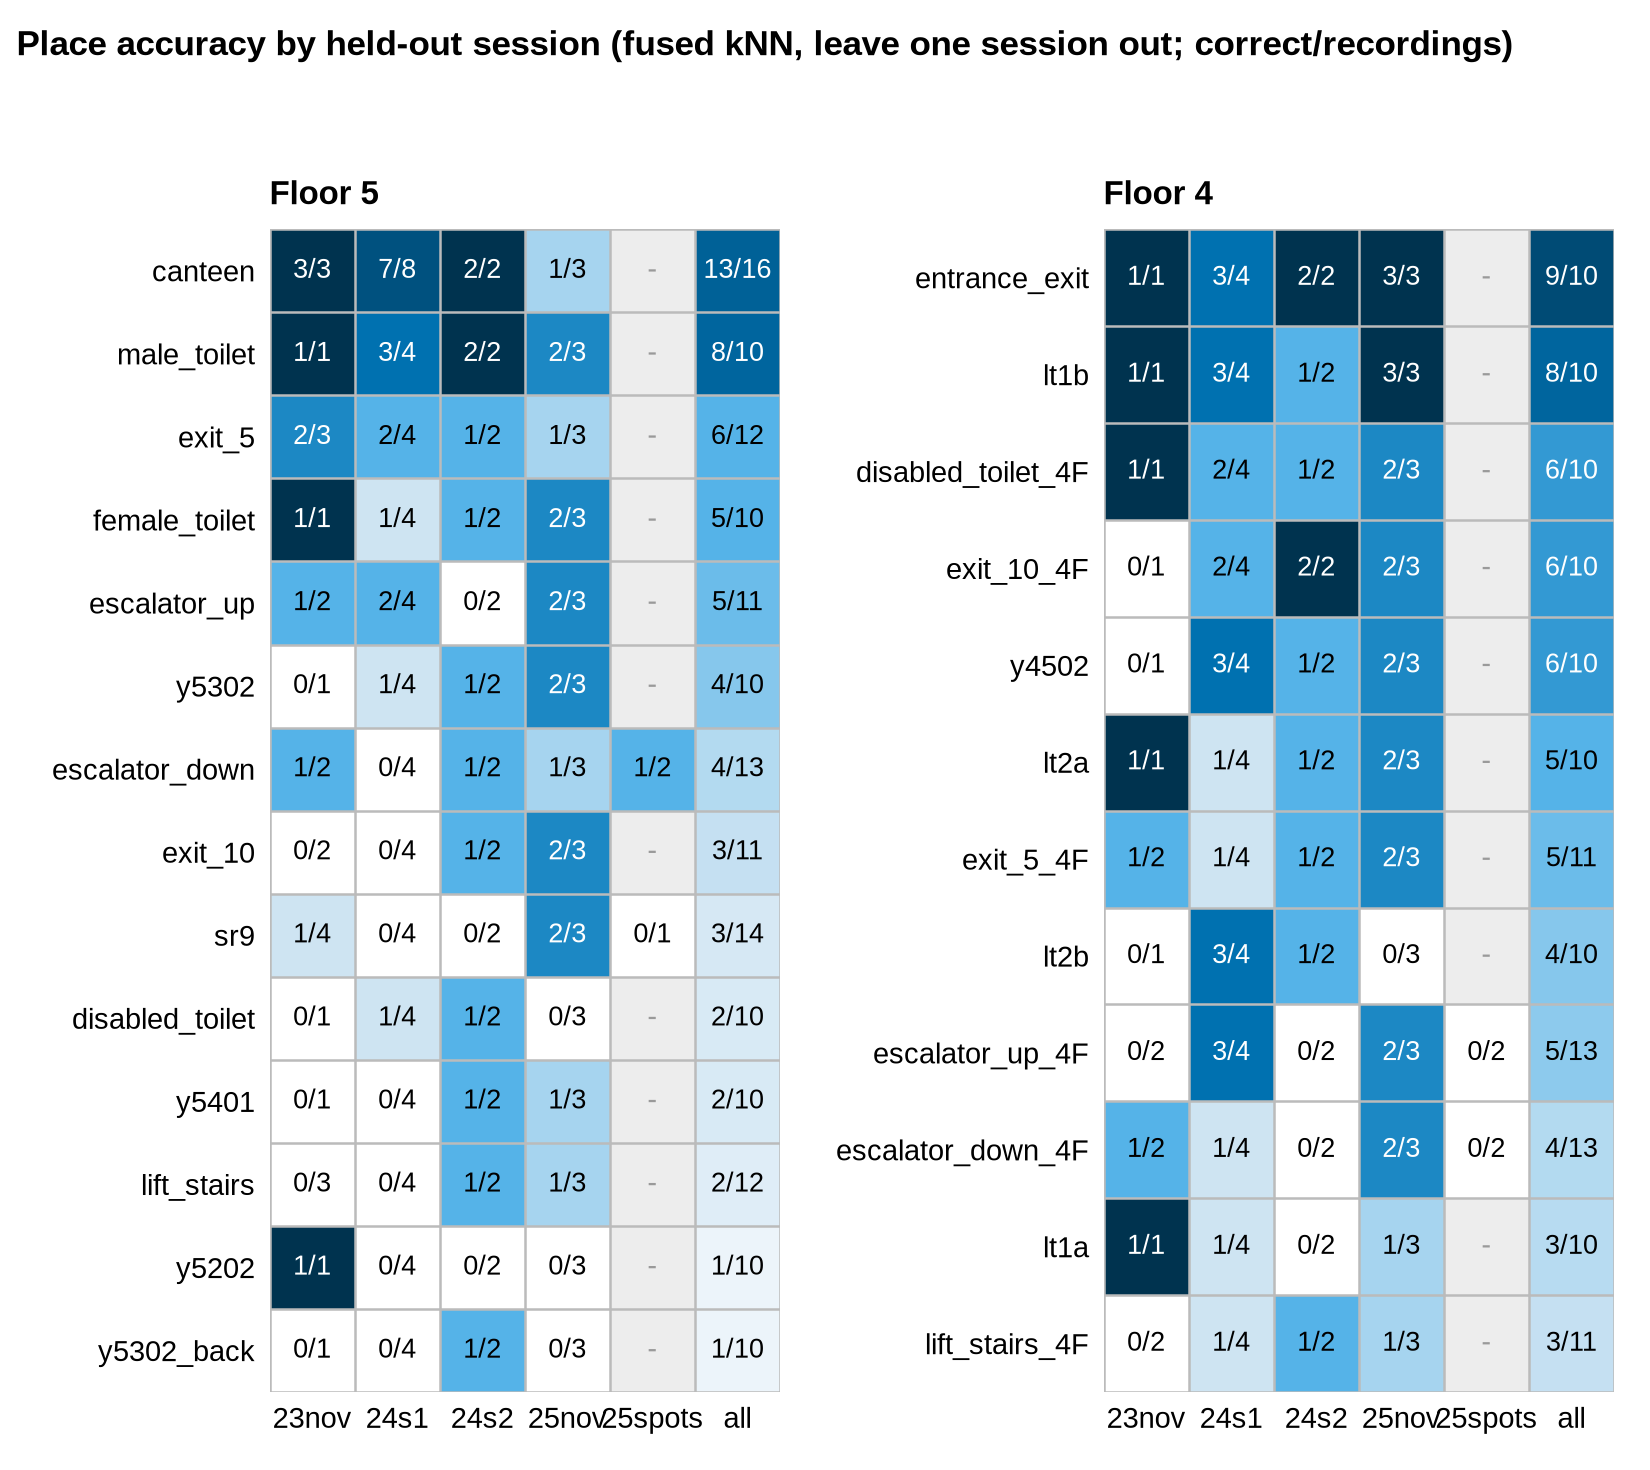 Place accuracy by held-out session (fused kNN, leave one session out; correct/recordings)
Floor 5
canteen 3/3 7/8 2/2 1/3 - 13/16
male_toilet 1/1 3/4 2/2 2/3 - 8/10
exit_5 2/3 2/4 1/2 1/3 - 6/12
female_toilet 1/1 1/4 1/2 2/3 - 5/10
escalator_up 1/2 2/4 0/2 2/3 - 5/11
y5302 0/1 1/4 1/2 2/3 - 4/10
escalator_down 1/2 0/4 1/2 1/3 1/2 4/13
exit_10 0/2 0/4 1/2 2/3 - 3/11
sr9 1/4 0/4 0/2 2/3 0/1 3/14
disabled_toilet 0/1 1/4 1/2 0/3 - 2/10
y5401 0/1 0/4 1/2 1/3 - 2/10
lift_stairs 0/3 0/4 1/2 1/3 - 2/12
y5202 1/1 0/4 0/2 0/3 - 1/10
y5302_back 0/1 0/4 1/2 0/3 - 1/10
23nov 24s1 24s2 25nov 25spots all
Floor 4
entrance_exit 1/1 3/4 2/2 3/3 - 9/10
lt1b 1/1 3/4 1/2 3/3 - 8/10
disabled_toilet_4F 1/1 2/4 1/2 2/3 - 6/10
exit_10_4F 0/1 2/4 2/2 2/3 - 6/10
y4502 0/1 3/4 1/2 2/3 - 6/10
lt2a 1/1 1/4 1/2 2/3 - 5/10
exit_5_4F 1/2 1/4 1/2 2/3 - 5/11
lt2b 0/1 3/4 1/2 0/3 - 4/10
escalator_up_4F 0/2 3/4 0/2 2/3 0/2 5/13
escalator_down_4F 1/2 1/4 0/2 2/3 0/2 4/13
lt1a 1/1 1/4 0/2 1/3 - 3/10
lift_stairs_4F 0/2 1/4 1/2 1/3 - 3/11
23nov 24s1 24s2 25nov 25spots all